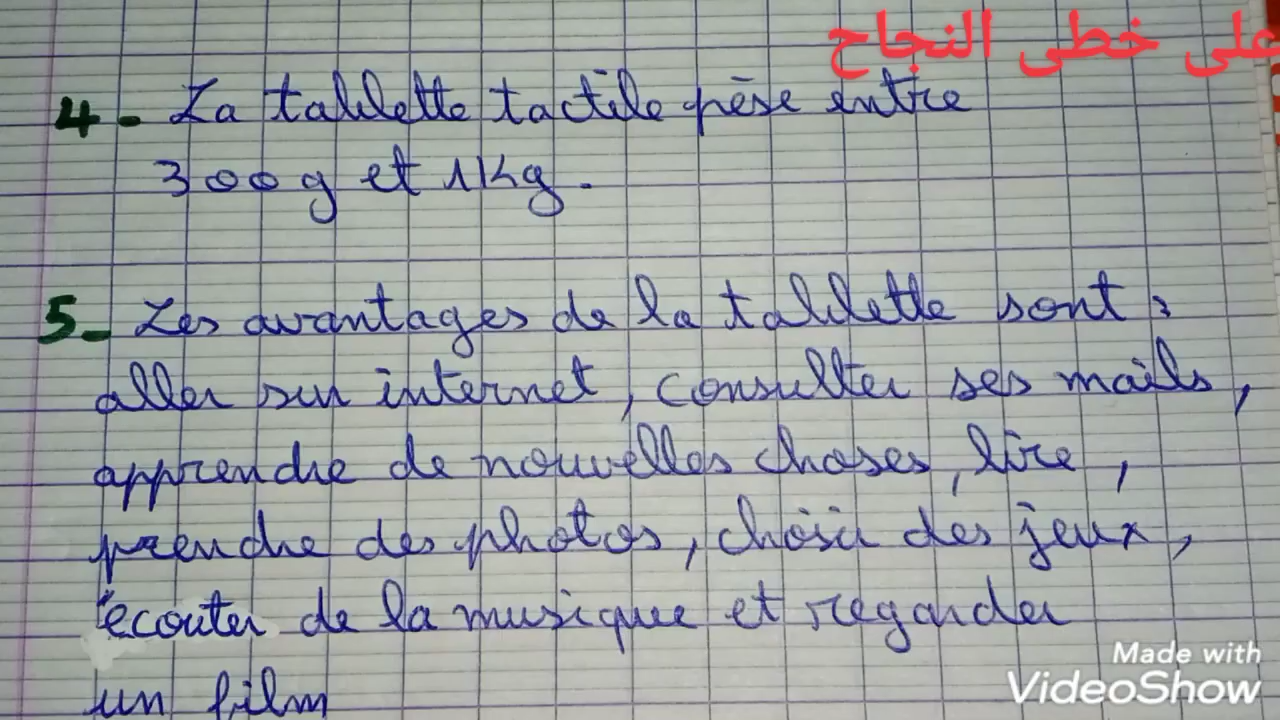 على خطى النجاح
4- La tablette tactile pèse entre
300g et 1Kg.
5- Les avantages de la tablette sont :
aller sur internet, consulter ses mails,
apprendre de nouvelles choses, lire,
prendre des photos, choisir des jeux,
écouter de la musique et regarder
un film
Made with
VideoShow